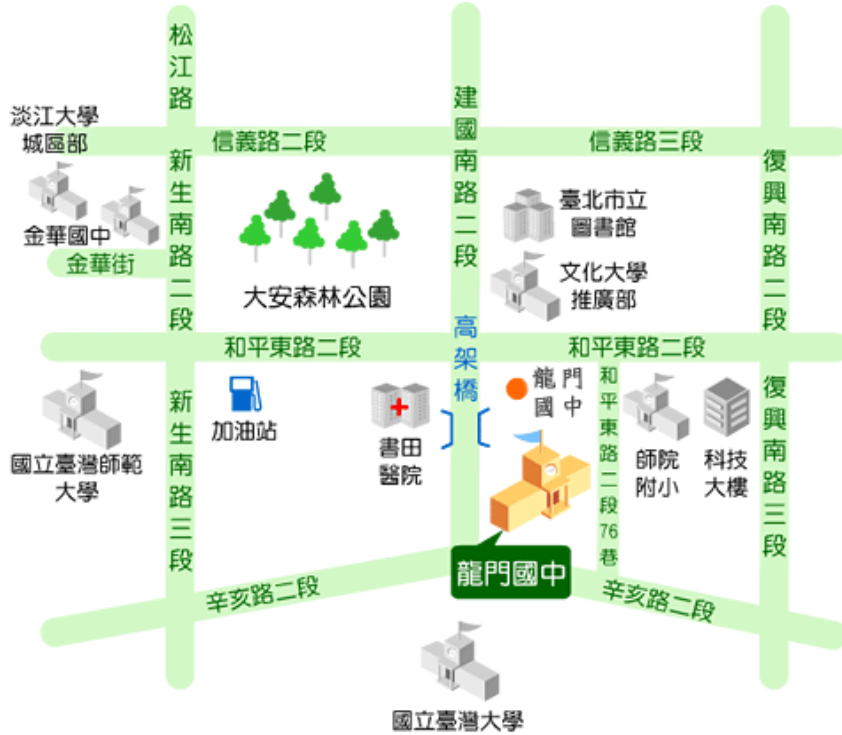 松江路
建國南路二段
淡江大學
城區部
信義路二段
信義路三段
新生南路二段
復興南路二段
臺北市立
圖書館
金華國中
金華街
文化大學
推廣部
大安森林公園
高架橋
和平東路二段
和平東路二段
龍門
國中
和平東路二段76巷
復興南路三段
新生南路三段
加油站
書田
醫院
師院
附小
科技
大樓
國立臺灣師範
大學
龍門國中
辛亥路二段
辛亥路二段
國立臺灣大學